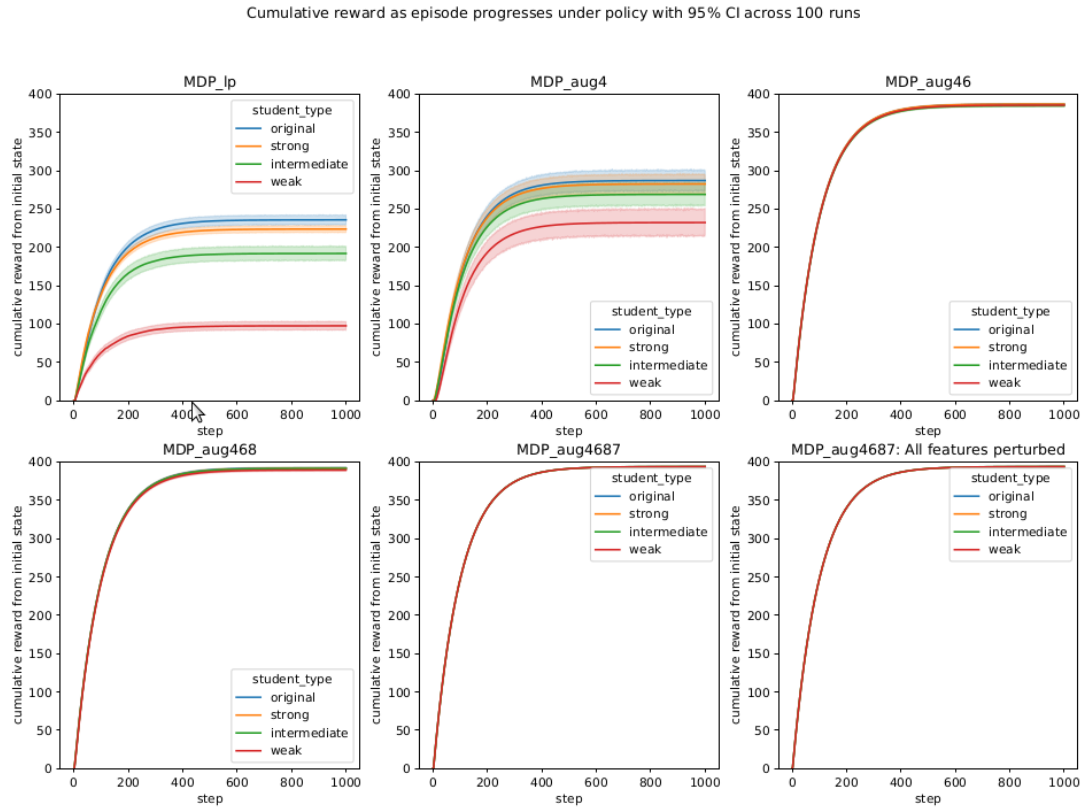 Cumulative reward as episode progresses under policy with 95% CI across 100 runs
MDP_lp
cumulative reward from initial state
400
350
300
250
200
150
100
50
0
student_type
original
strong
intermediate
weak
0
200
400
600
800
1000
step
MDP_aug4
cumulative reward from initial state
400
350
300
250
200
150
100
50
0
student_type
original
strong
intermediate
weak
0
200
400
600
800
1000
step
MDP_aug46
cumulative reward from initial state
400
350
300
250
200
150
100
50
0
student_type
original
strong
intermediate
weak
0
200
400
600
800
1000
step
MDP_aug468
cumulative reward from initial state
400
350
300
250
200
150
100
50
0
student_type
original
strong
intermediate
weak
0
200
400
600
800
1000
step
MDP_aug4687
cumulative reward from initial state
400
350
300
250
200
150
100
50
0
student_type
original
strong
intermediate
weak
0
200
400
600
800
1000
step
MDP_aug4687: All features perturbed
cumulative reward from initial state
400
350
300
250
200
150
100
50
0
student_type
original
strong
intermediate
weak
0
200
400
600
800
1000
step